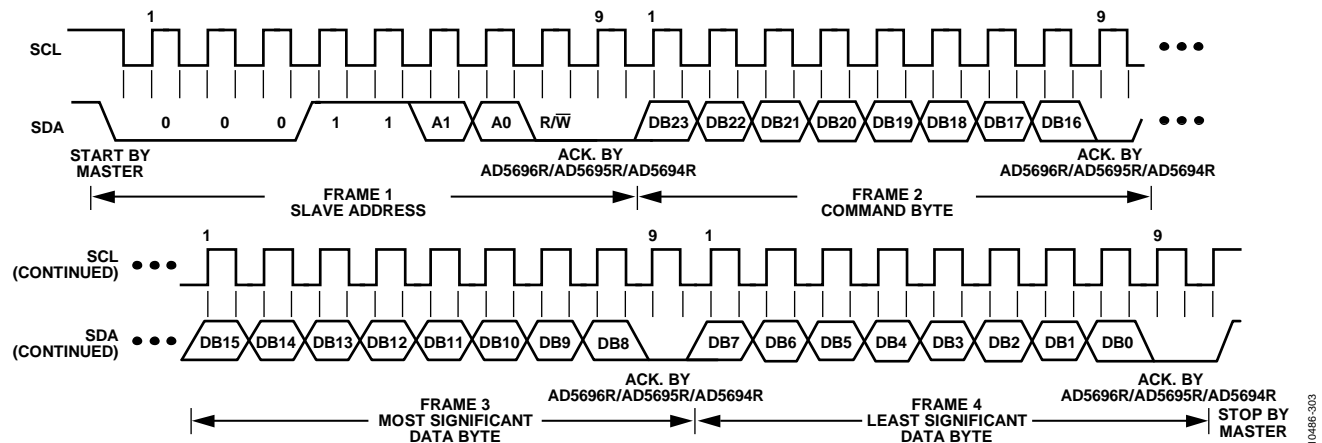 1 9 1 9
SCL
SDA 0 0 0 1 1 A1 A0 R/W̅ DB23 DB22 DB21 DB20 DB19 DB18 DB17 DB16
START BY
MASTER
ACK. BY
AD5696R/AD5695R/AD5694R
ACK. BY
AD5696R/AD5695R/AD5694R
FRAME 1
SLAVE ADDRESS
FRAME 2
COMMAND BYTE
1 9 1 9
SCL
(CONTINUED)
SDA
(CONTINUED)
DB15 DB14 DB13 DB12 DB11 DB10 DB9 DB8 DB7 DB6 DB5 DB4 DB3 DB2 DB1 DB0
ACK. BY
AD5696R/AD5695R/AD5694R
ACK. BY
AD5696R/AD5695R/AD5694R
FRAME 3
MOST SIGNIFICANT
DATA BYTE
FRAME 4
LEAST SIGNIFICANT
DATA BYTE
STOP BY
MASTER
10486-303